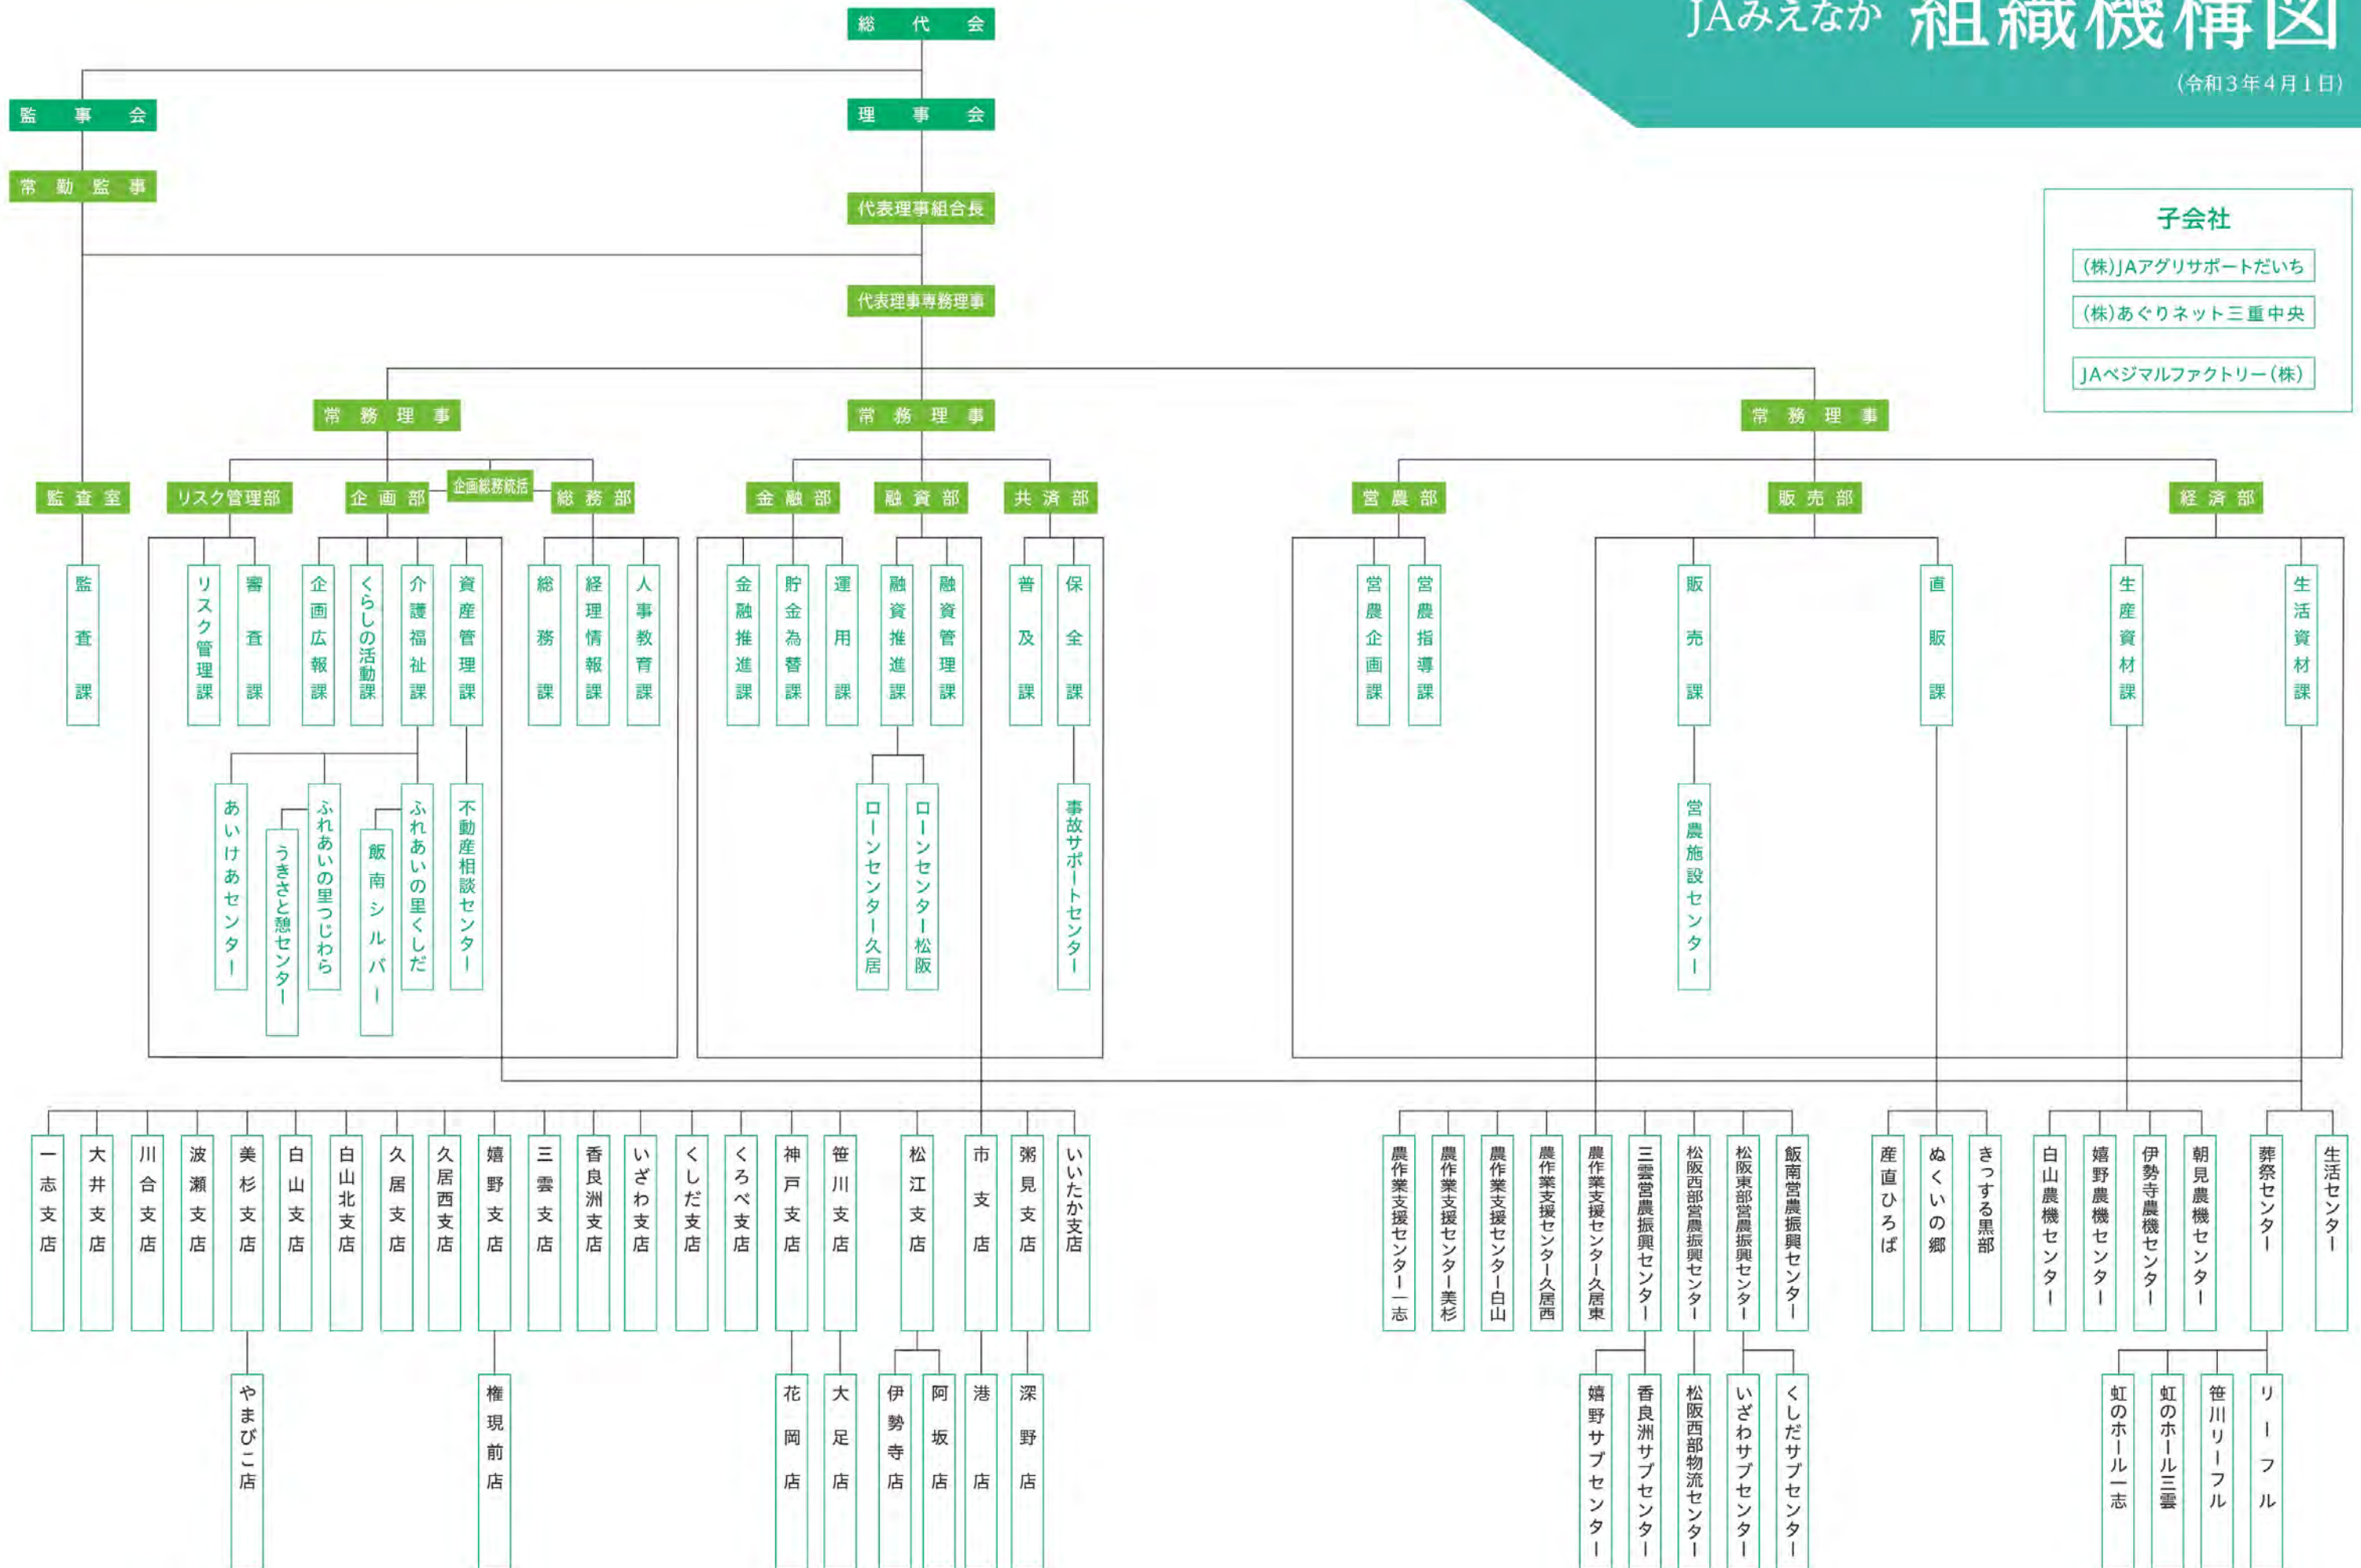 JAみえなか 組織機構図
(令和3年4月1日)
総代会
監事会
理事会
常勤監事
代表理事組合長
代表理事専務理事
子会社
(株)JAアグリサポートだいち
(株)あぐりネット三重中央
JAベジマルファクトリー(株)
常務理事
常務理事
常務理事
監査室
リスク管理部
企画部
企画総務統括
総務部
金融部
融資部
共済部
営農部
販売部
経済部
監査課
リスク管理課
審査課
企画広報課
くらしの活動課
介護福祉課
資産管理課
総務課
経理情報課
人事教育課
金融推進課
貯金為替課
運用課
融資推進課
融資管理課
普及課
保全課
営農企画課
営農指導課
販売課
直販課
生産資材課
生活資材課
あいけあセンター
うきさと憩センター
ふれあいの里つじわら
飯南シルバー
ふれあいの里くしだ
不動産相談センター
ローンセンター久居
ローンセンター松阪
事故サポートセンター
営農施設センター
一志支店
大井支店
川合支店
波瀬支店
美杉支店
白山支店
白山北支店
久居支店
久居西支店
嬉野支店
三雲支店
香良洲支店
いざわ支店
くしだ支店
くろべ支店
神戸支店
笹川支店
松江支店
市支店
粥見支店
いいたか支店
農作業支援センター一志
農作業支援センター美杉
農作業支援センター白山
農作業支援センター久居西
農作業支援センター久居東
三雲営農振興センター
松阪西部営農振興センター
松阪東部営農振興センター
飯南営農振興センター
産直ひろば
ぬくいの郷
きっする黒部
白山農機センター
嬉野農機センター
伊勢寺農機センター
朝見農機センター
葬祭センター
生活センター
やまびこ店
権現前店
花岡店
大足店
伊勢寺店
阿坂店
港店
深野店
嬉野サブセンター
香良洲サブセンター
松阪西部物流センター
いざわサブセンター
くしだサブセンター
虹のホール一志
虹のホール三雲
笹川リーフル
リーフル